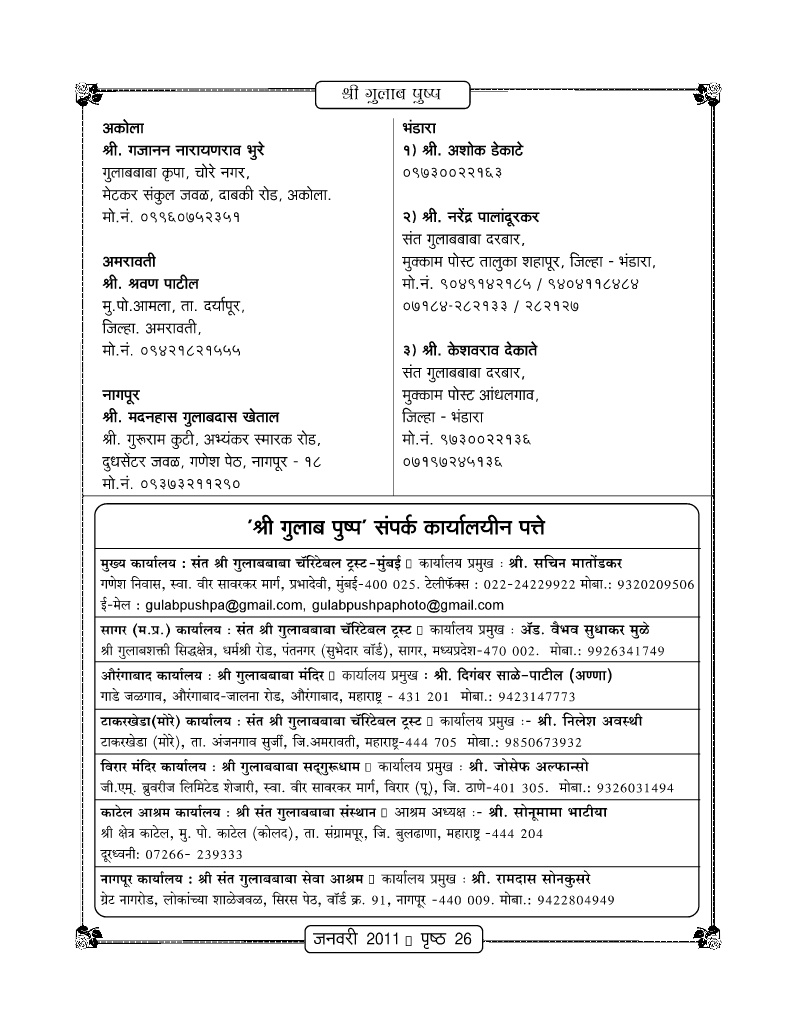 श्री गुलाब पुष्प
अकोला
श्री. गजानन नारायणराव भुरे
गुलाबबाबा कृपा, चोरे नगर,
मेटकर संकुल जवळ, दाबकी रोड, अकोला.
मो.नं. ०९९६०७५२३५१
अमरावती
श्री. श्रवण पाटील
मु.पो.आमला, ता. दर्यापूर,
जिल्हा. अमरावती,
मो.नं. ०९४२१८२१५५५
नागपूर
श्री. मदनहास गुलाबदास खेताल
श्री. गुरूराम कुटी, अभ्यंकर स्मारक रोड,
दुधसेंटर जवळ, गणेश पेठ, नागपूर - १८
मो.नं. ०९३७३२११२९०
भंडारा
१) श्री. अशोक डेकाटे
०९७३००२२१६३
२) श्री. नरेंद्र पालांदूरकर
संत गुलाबबाबा दरबार,
मुक्काम पोस्ट तालुका शहापूर, जिल्हा - भंडारा,
मो.नं. ९०४९१४२१८५ / ९४०४११८४८४
०७१८४-२८२१३३ / २८२१२७
३) श्री. केशवराव देकाते
संत गुलाबबाबा दरबार,
मुक्काम पोस्ट आंधलगाव,
जिल्हा - भंडारा
मो.नं. ९७३००२२१३६
०७१९७२४५१३६
'श्री गुलाब पुष्प' संपर्क कार्यालयीन पत्ते
मुख्य कार्यालय : संत श्री गुलाबबाबा चॅरिटेबल ट्रस्ट-मुंबई ▯ कार्यालय प्रमुख : श्री. सचिन मातोंडकर
गणेश निवास, स्वा. वीर सावरकर मार्ग, प्रभादेवी, मुंबई-400 025. टेलीफॅक्स : 022-24229922 मोबा.: 9320209506
ई-मेल : gulabpushpa@gmail.com, gulabpushpaphoto@gmail.com
सागर (म.प्र.) कार्यालय : संत श्री गुलाबबाबा चॅरिटेबल ट्रस्ट ▯ कार्यालय प्रमुख : ॲड. वैभव सुधाकर मुळे
श्री गुलाबशक्ती सिद्धक्षेत्र, धर्मश्री रोड, पंतनगर (सुभेदार वॉर्ड), सागर, मध्यप्रदेश-470 002. मोबा.: 9926341749
औरंगाबाद कार्यालय : श्री गुलाबबाबा मंदिर ▯ कार्यालय प्रमुख : श्री. दिगंबर साळे-पाटील (अण्णा)
गाडे जळगाव, औरंगाबाद-जालना रोड, औरंगाबाद, महाराष्ट्र - 431 201 मोबा.: 9423147773
टाकरखेडा(मोरे) कार्यालय : संत श्री गुलाबबाबा चॅरिटेबल ट्रस्ट ▯ कार्यालय प्रमुख :- श्री. निलेश अवस्थी
टाकरखेडा (मोरे), ता. अंजनगाव सुर्जी, जि.अमरावती, महाराष्ट्र-444 705 मोबा.: 9850673932
विरार मंदिर कार्यालय : श्री गुलाबबाबा सद्‌गुरूधाम ▯ कार्यालय प्रमुख : श्री. जोसेफ अल्फान्सो
जी.एम्. ब्रुवरीज लिमिटेड शेजारी, स्वा. वीर सावरकर मार्ग, विरार (पू), जि. ठाणे-401 305. मोबा.: 9326031494
काटेल आश्रम कार्यालय : श्री संत गुलाबबाबा संस्थान ▯ आश्रम अध्यक्ष :- श्री. सोनूमामा भाटीया
श्री क्षेत्र काटेल, मु. पो. काटेल (कोलद), ता. संग्रामपूर, जि. बुलढाणा, महाराष्ट्र -444 204
दूरध्वनी: 07266- 239333
नागपूर कार्यालय : श्री संत गुलाबबाबा सेवा आश्रम ▯ कार्यालय प्रमुख : श्री. रामदास सोनकुसरे
ग्रेट नागरोड, लोकांच्या शाळेजवळ, सिरस पेठ, वॉर्ड क्र. 91, नागपूर -440 009. मोबा.: 9422804949
जनवरी 2011 ▯ पृष्ठ 26